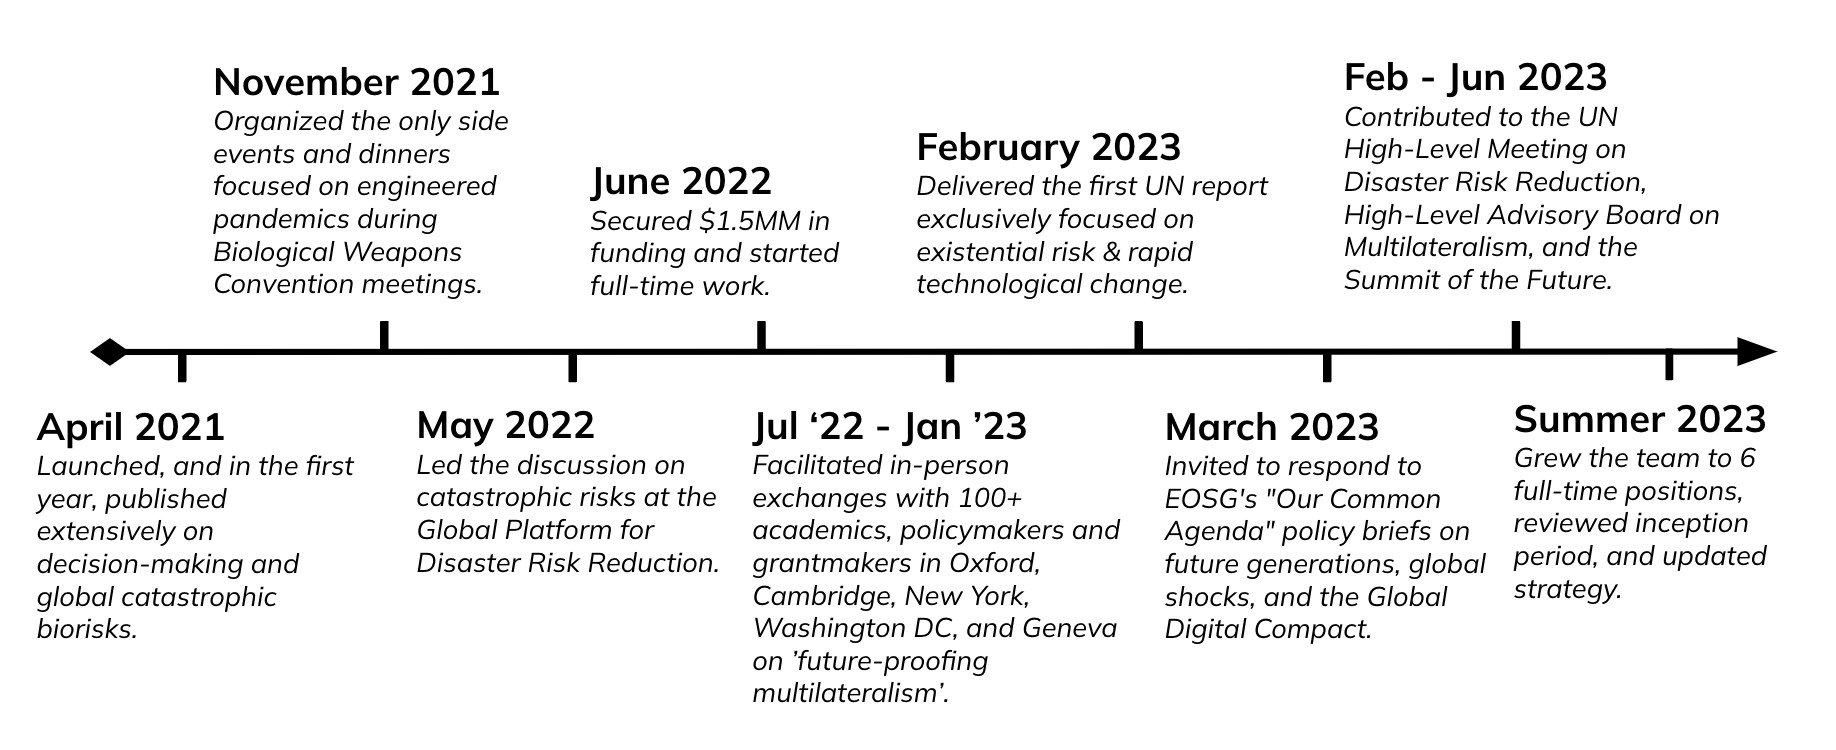 November 2021
Organized the only side
events and dinners
focused on engineered
pandemics during
Biological Weapons
Convention meetings.
June 2022
Secured $1.5MM in
funding and started
full-time work.
February 2023
Delivered the first UN report
exclusively focused on
existential risk & rapid
technological change.
Feb - Jun 2023
Contributed to the UN
High-Level Meeting on
Disaster Risk Reduction,
High-Level Advisory Board on
Multilateralism, and the
Summit of the Future.
April 2021
Launched, and in the first
year, published
extensively on
decision-making and
global catastrophic
biorisks.
May 2022
Led the discussion on
catastrophic risks at the
Global Platform for
Disaster Risk Reduction.
Jul ‘22 - Jan ’23
Facilitated in-person
exchanges with 100+
academics, policymakers and
grantmakers in Oxford,
Cambridge, New York,
Washington DC, and Geneva
on ’future-proofing
multilateralism’.
March 2023
Invited to respond to
EOSG's "Our Common
Agenda" policy briefs on
future generations, global
shocks, and the Global
Digital Compact.
Summer 2023
Grew the team to 6
full-time positions,
reviewed inception
period, and updated
strategy.